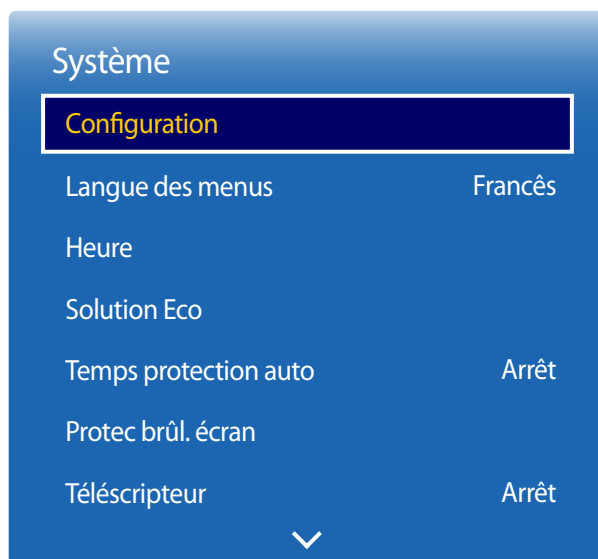 Système
Configuration
Langue des menus Francês
Heure
Solution Eco
Temps protection auto Arrêt
Protec brûl. écran
Téléscripteur Arrêt